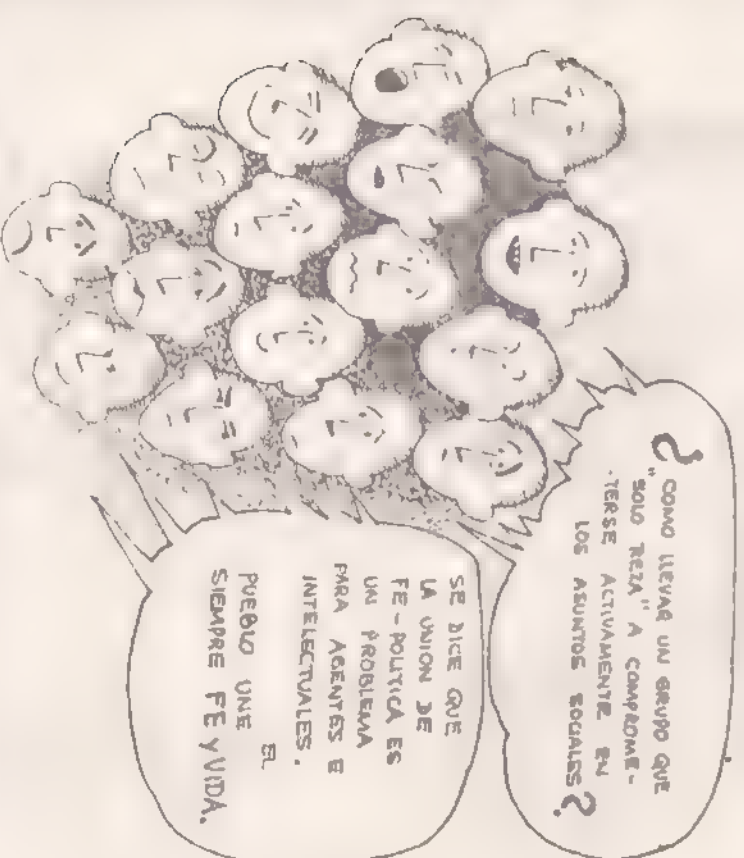 ¿ COMO LLEVAR UN GRUPO QUE
"SOLO REZA" A COMPROME-
-TERSE ACTIVAMENTE EN
LOS ASUNTOS SOCIALES?
SE DICE QUE
LA UNION DE
FE-POLITICA ES
UN PROBLEMA
PARA AGENTES E
INTELECTUALES.
EL
PUEBLO UNE
SIEMPRE FE y VIDA.